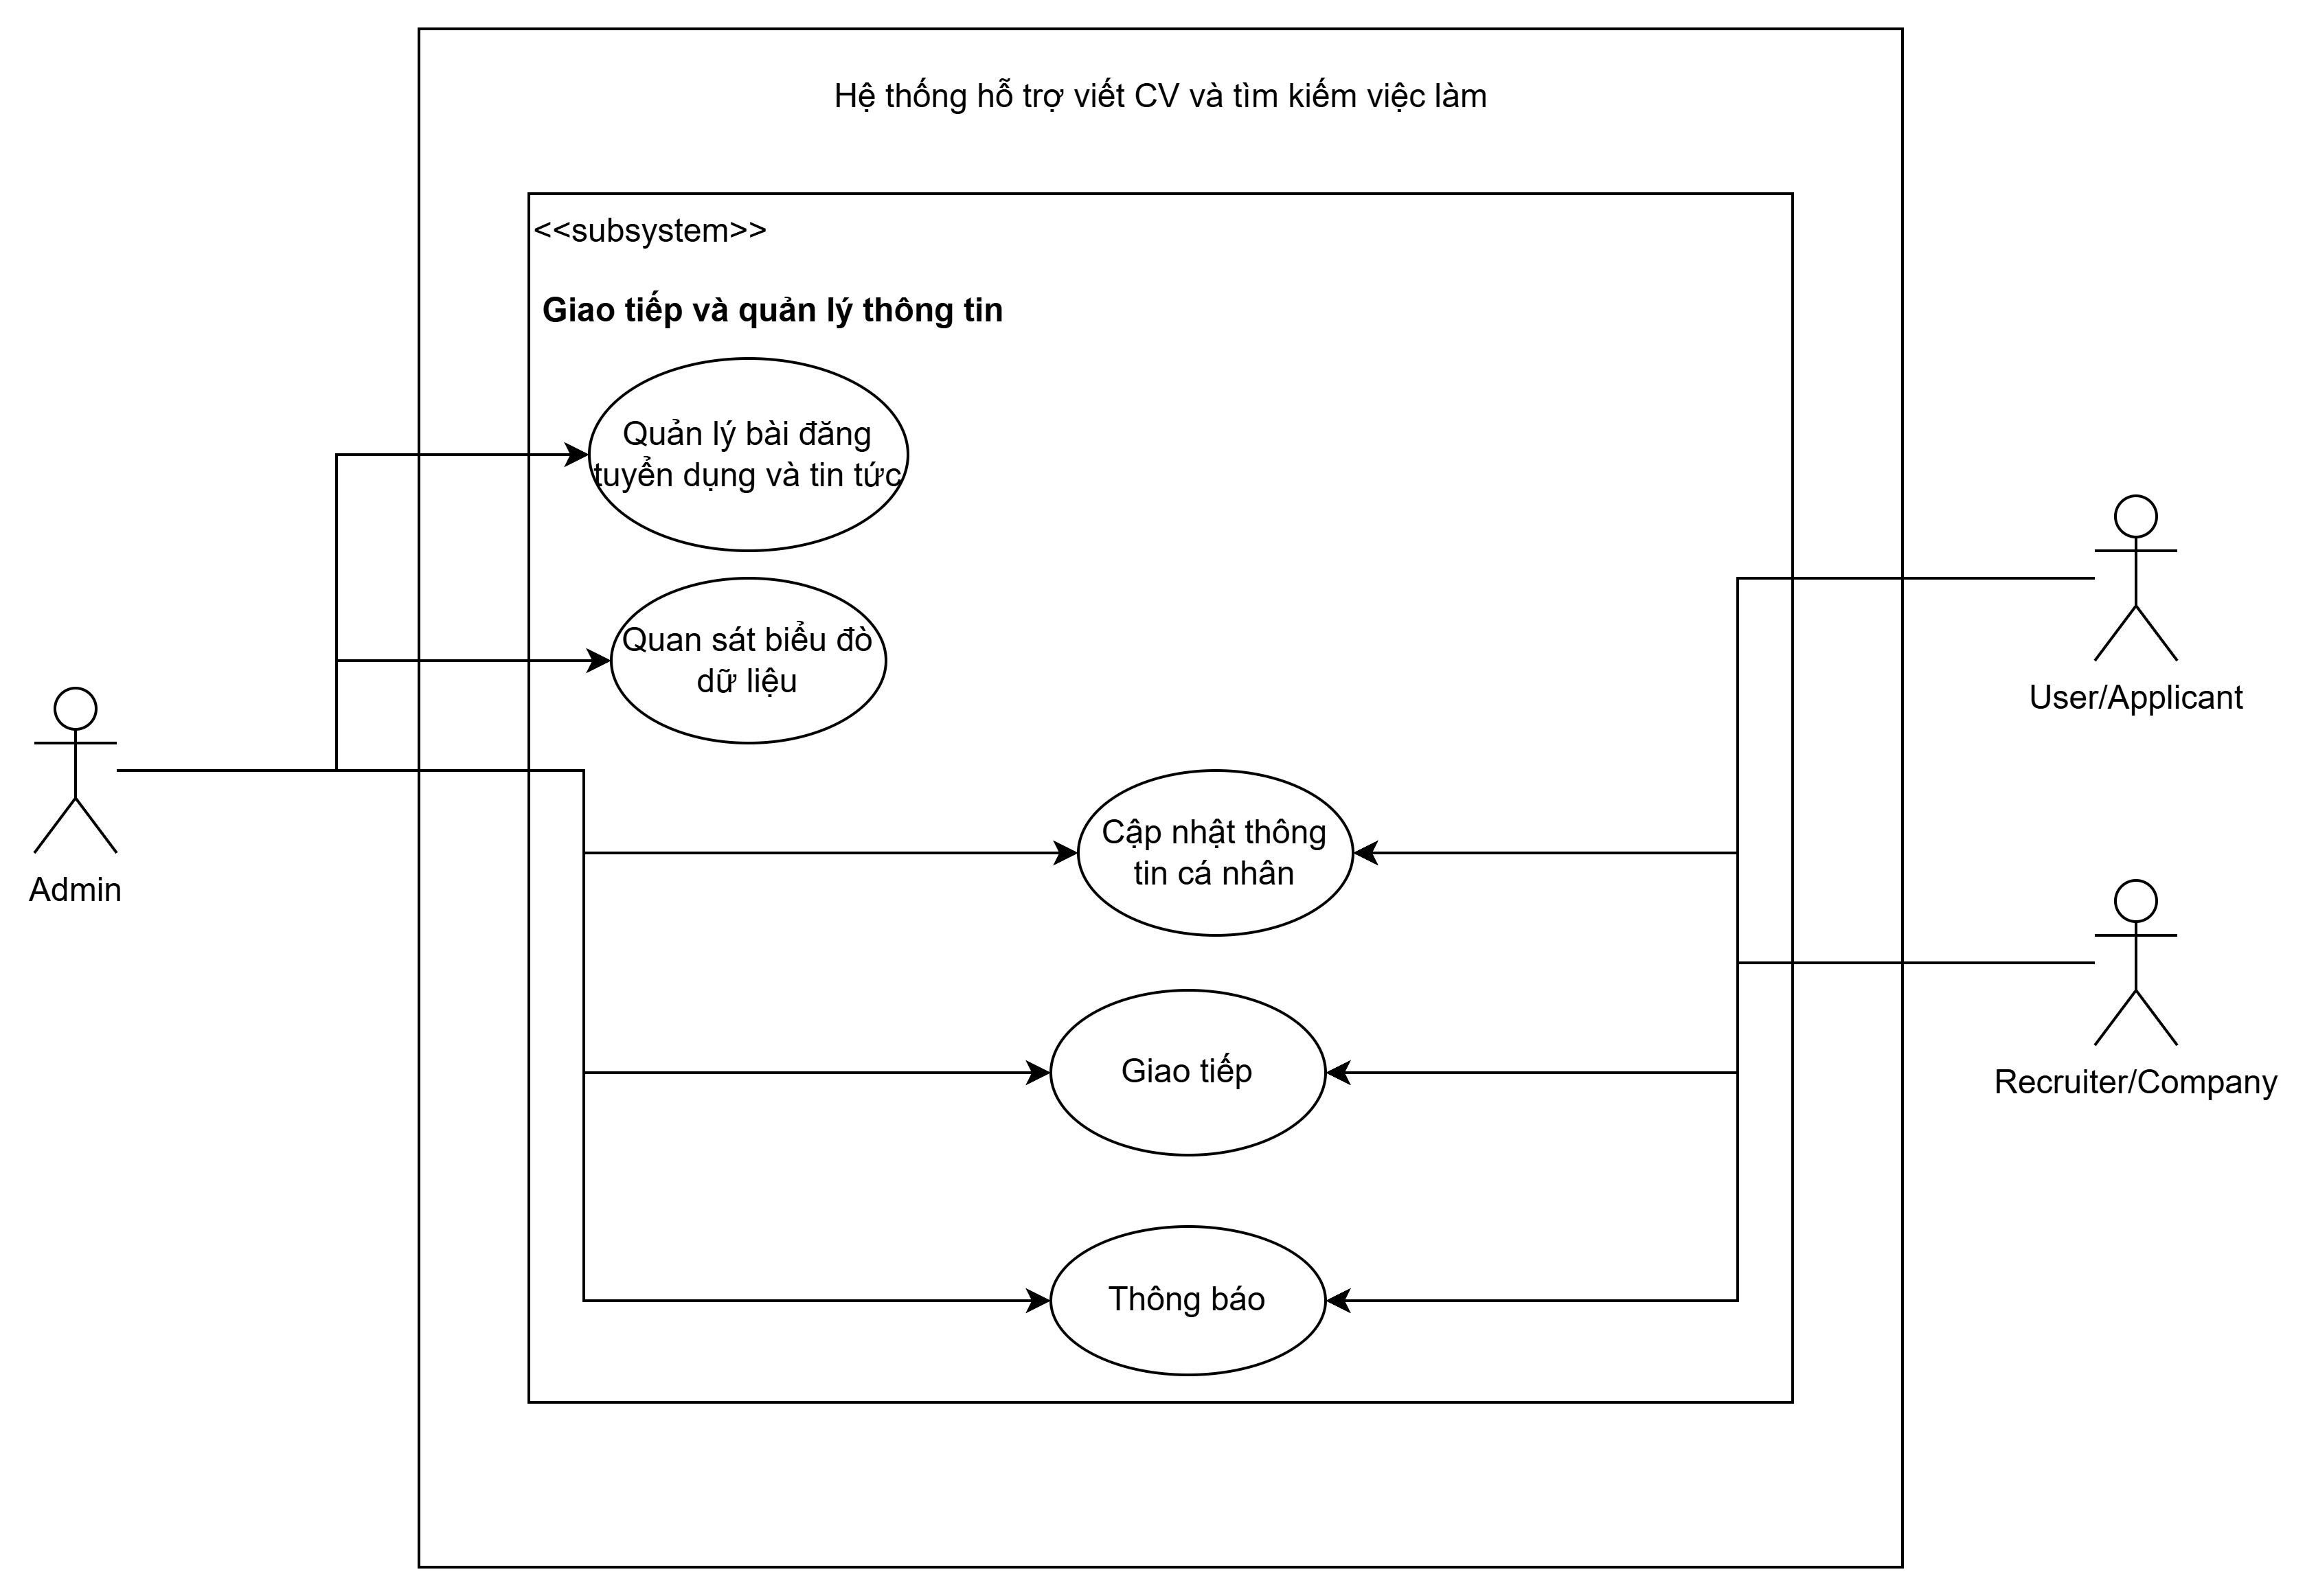 Hệ thống hỗ trợ viết CV và tìm kiếm việc làm
<<subsystem>>
Giao tiếp và quản lý thông tin
Quản lý bài đăng
tuyển dụng và tin tức
Quan sát biểu đò
dữ liệu
User/Applicant
Admin
Cập nhật thông
tin cá nhân
Giao tiếp
Recruiter/Company
Thông báo